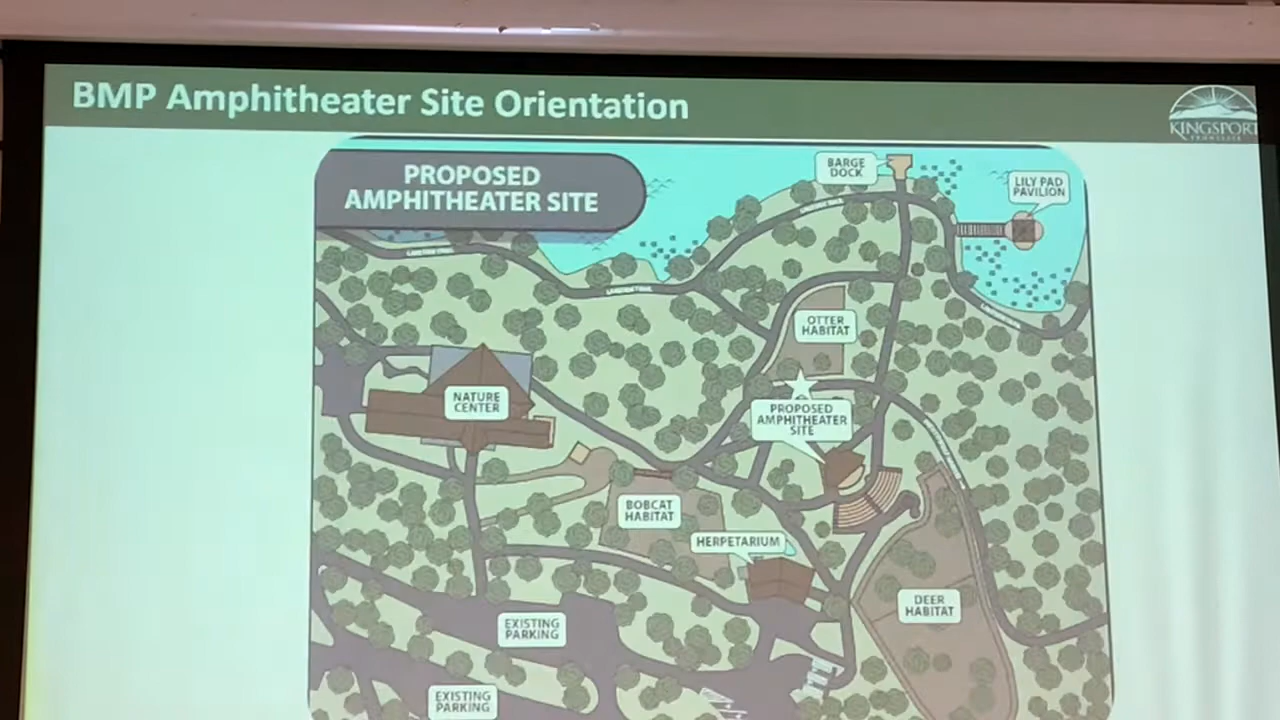 BMP Amphitheater Site Orientation
KINGSPORT
TENNESSEE
PROPOSED
AMPHITHEATER SITE
BARGE
DOCK
LILY PAD
PAVILION
OTTER
HABITAT
NATURE
CENTER
PROPOSED
AMPHITHEATER
SITE
BOBCAT
HABITAT
HERPETARIUM
DEER
HABITAT
EXISTING
PARKING
EXISTING
PARKING